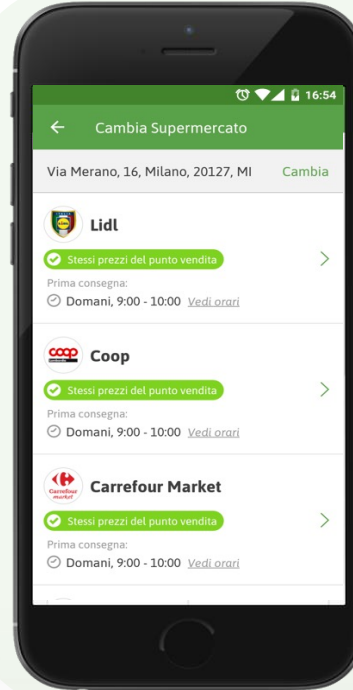 16:54
Cambia Supermercato
Via Merano, 16, Milano, 20127, MI Cambia
Lidl
Stessi prezzi del punto vendita
Prima consegna:
Domani, 9:00 - 10:00 Vedi orari
coop
Coop
Stessi prezzi del punto vendita
Prima consegna:
Domani, 9:00 - 10:00 Vedi orari
Carrefour
market
Carrefour Market
Stessi prezzi del punto vendita
Prima consegna:
Domani, 9:00 - 10:00 Vedi orari